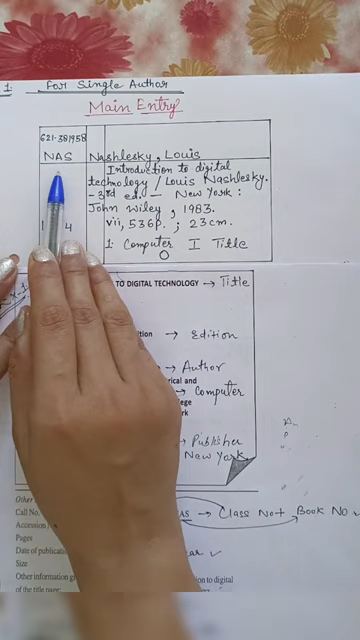 1. For Single Author
Main Entry
621.381958
NAS Nashlesky, Louis
Introduction to digital
technology / Louis Nashlesky.
- 3rd ed. - New York :
John Wiley, 1983.
vii, 536p. ; 23cm.
1. Computer I Title
TO DIGITAL TECHNOLOGY → Title
→ Edition
→ Author
→ Computer
→ Publisher
New York
Other
Call No. NAS → Class No + Book No
Accession
Pages
Date of publication
Size
Other information
of the title page